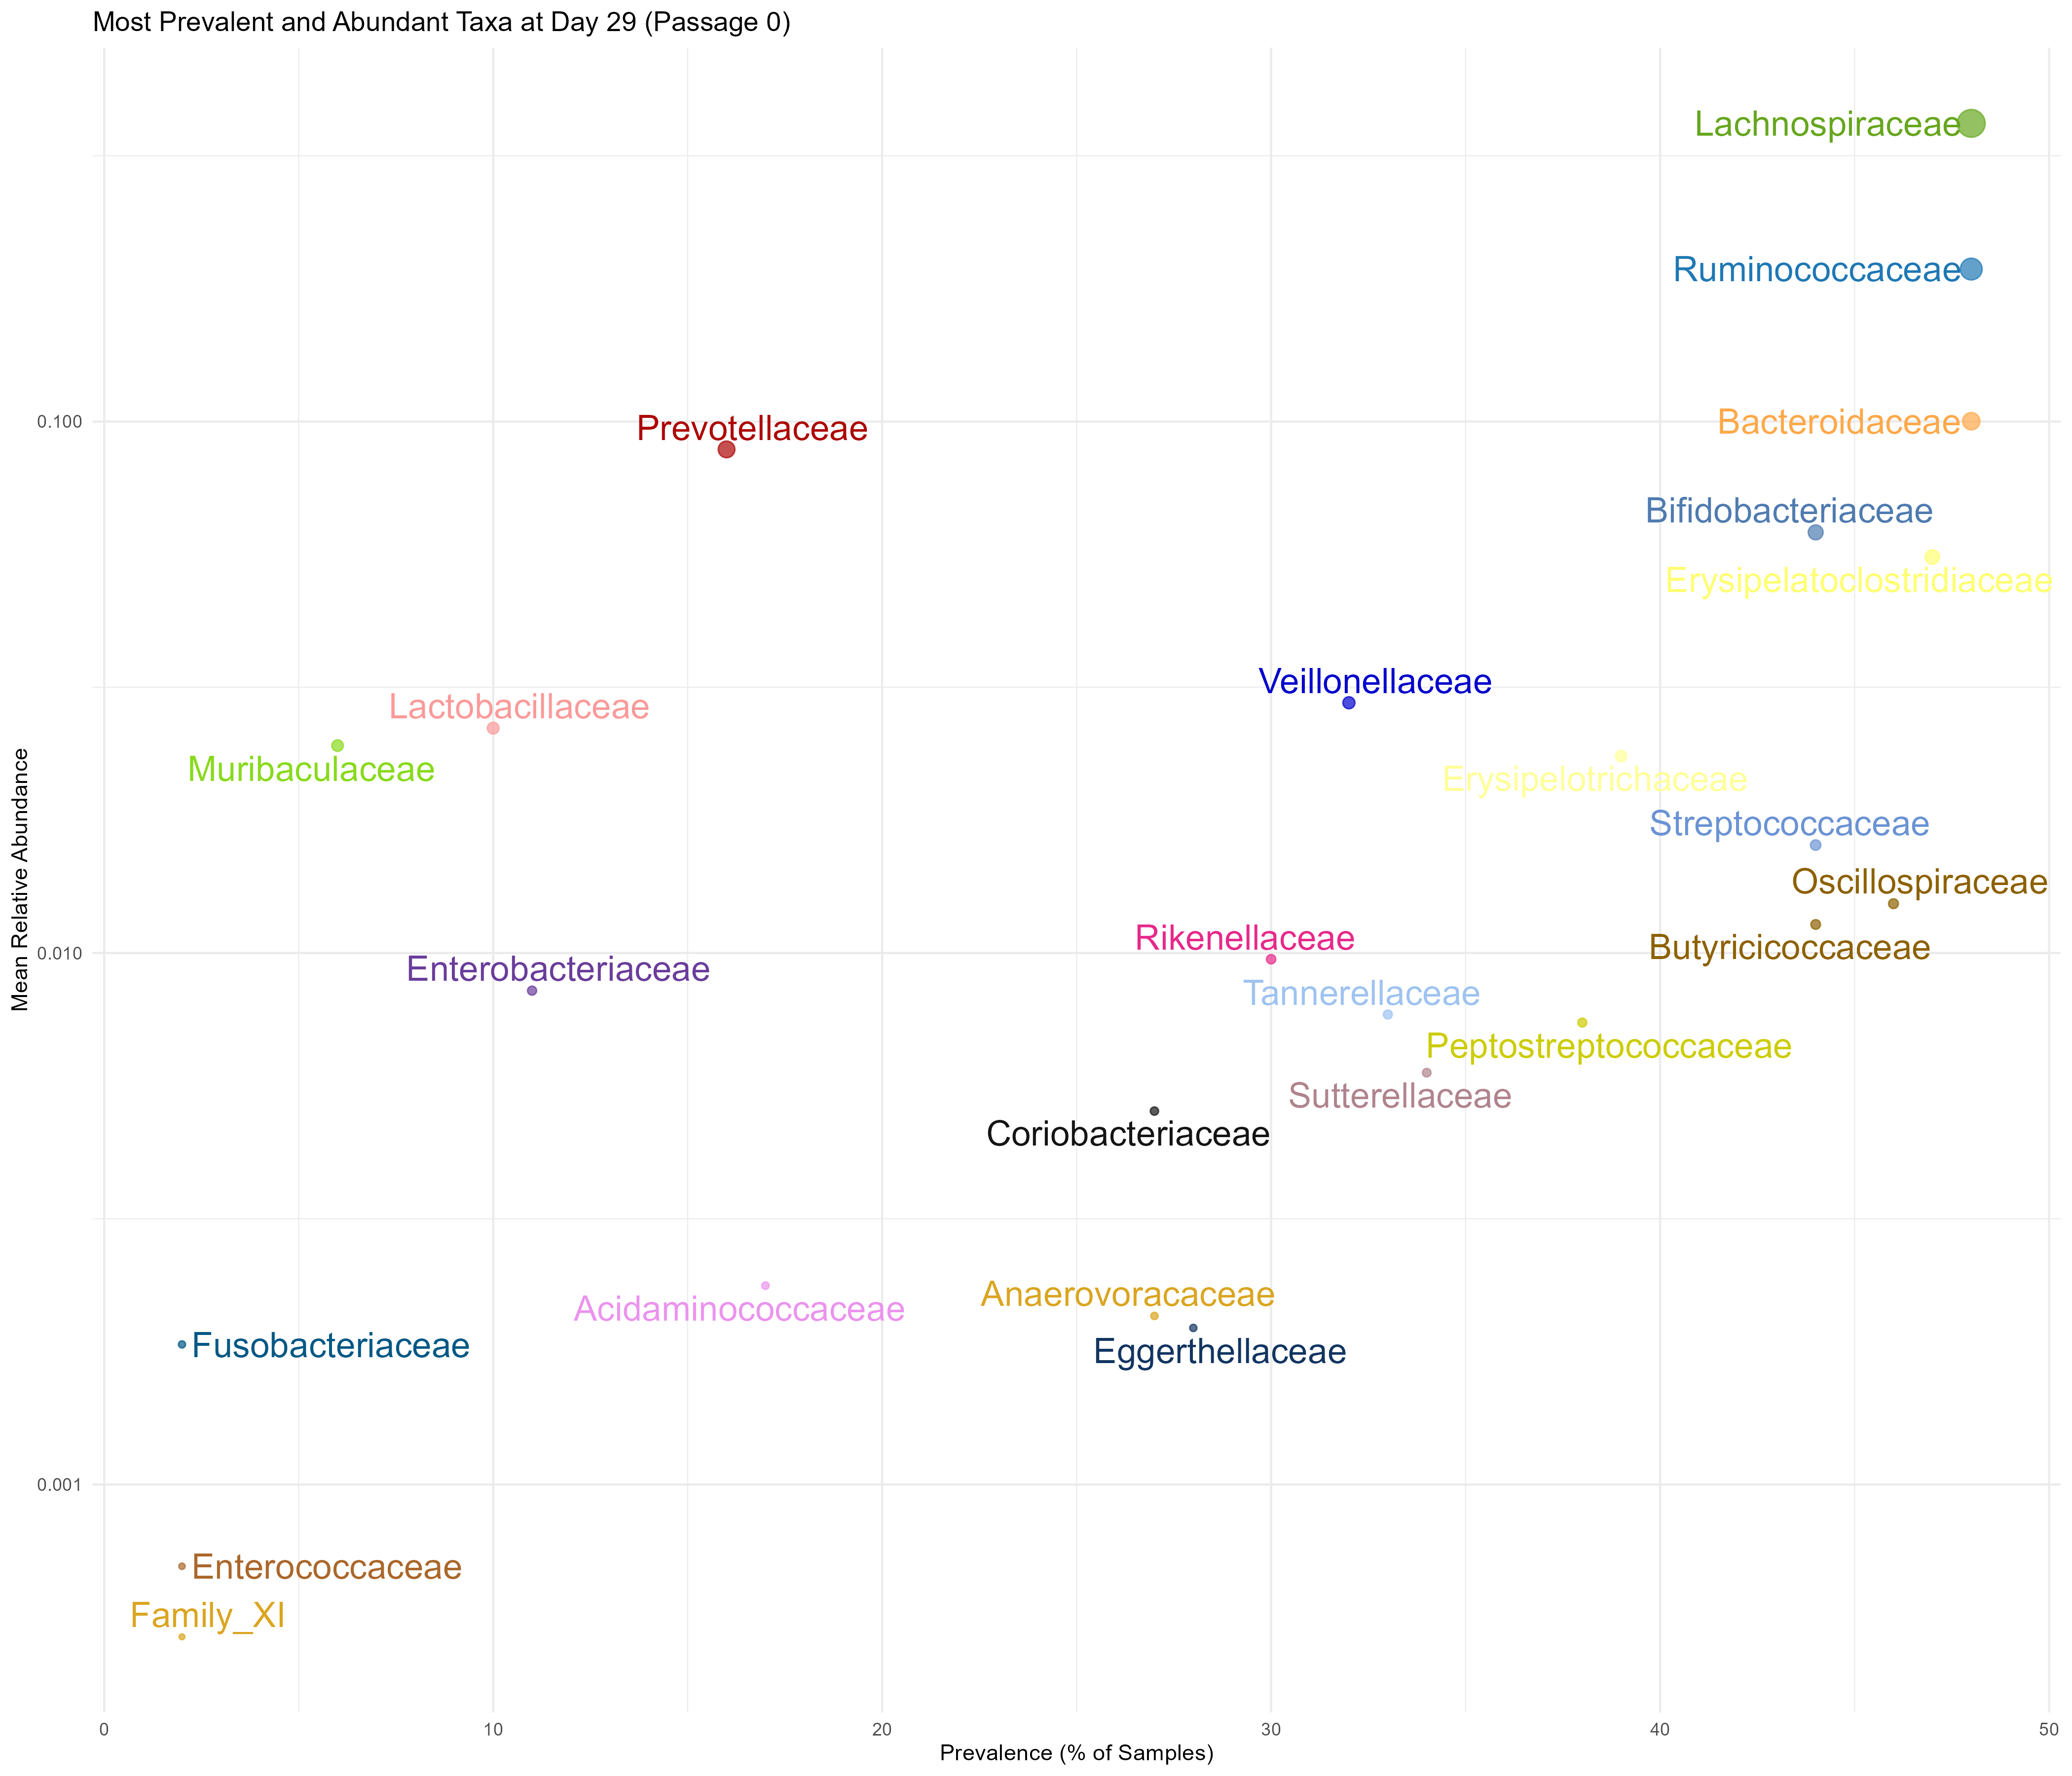 Most Prevalent and Abundant Taxa at Day 29 (Passage 0)
Lachnospiraceae
Ruminococcaceae
0.100
Prevotellaceae
Bacteroidaceae
Bifidobacteriaceae
Erysipelatoclostridiaceae
Veillonellaceae
Lactobacillaceae
Muribaculaceae
Erysipelotrichaceae
Streptococcaceae
Oscillospiraceae
Mean Relative Abundance
0.010
Rikenellaceae
Butyricicoccaceae
Enterobacteriaceae
Tannerellaceae
Peptostreptococcaceae
Sutterellaceae
Coriobacteriaceae
Anaerovoracaceae
Acidaminococcaceae
Fusobacteriaceae
Eggerthellaceae
0.001
Enterococcaceae
Family_XI
0 10 20 30 40 50
Prevalence (% of Samples)